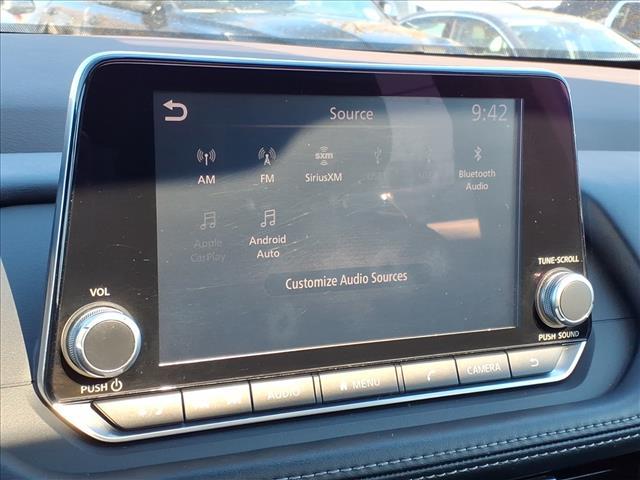 Source
9:42
AM
FM
sxm
SiriusXM
USB
Bluetooth
Audio
Apple
CarPlay
Android
Auto
Customize Audio Sources
VOL
PUSH
TUNE·SCROLL
PUSH SOUND
AUDIO
MENU
CAMERA